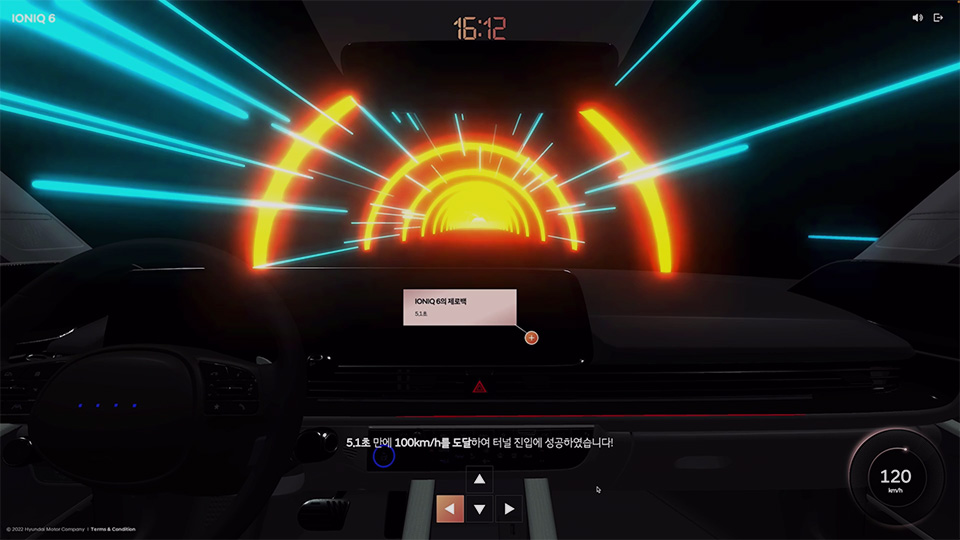 IONIQ 6
16:12
IONIQ 6의 제로백
5.1초
5.1초 만에 100km/h를 도달하여 터널 진입에 성공하였습니다!
120
km/h
© 2022 Hyundai Motor Company | Terms & Condition